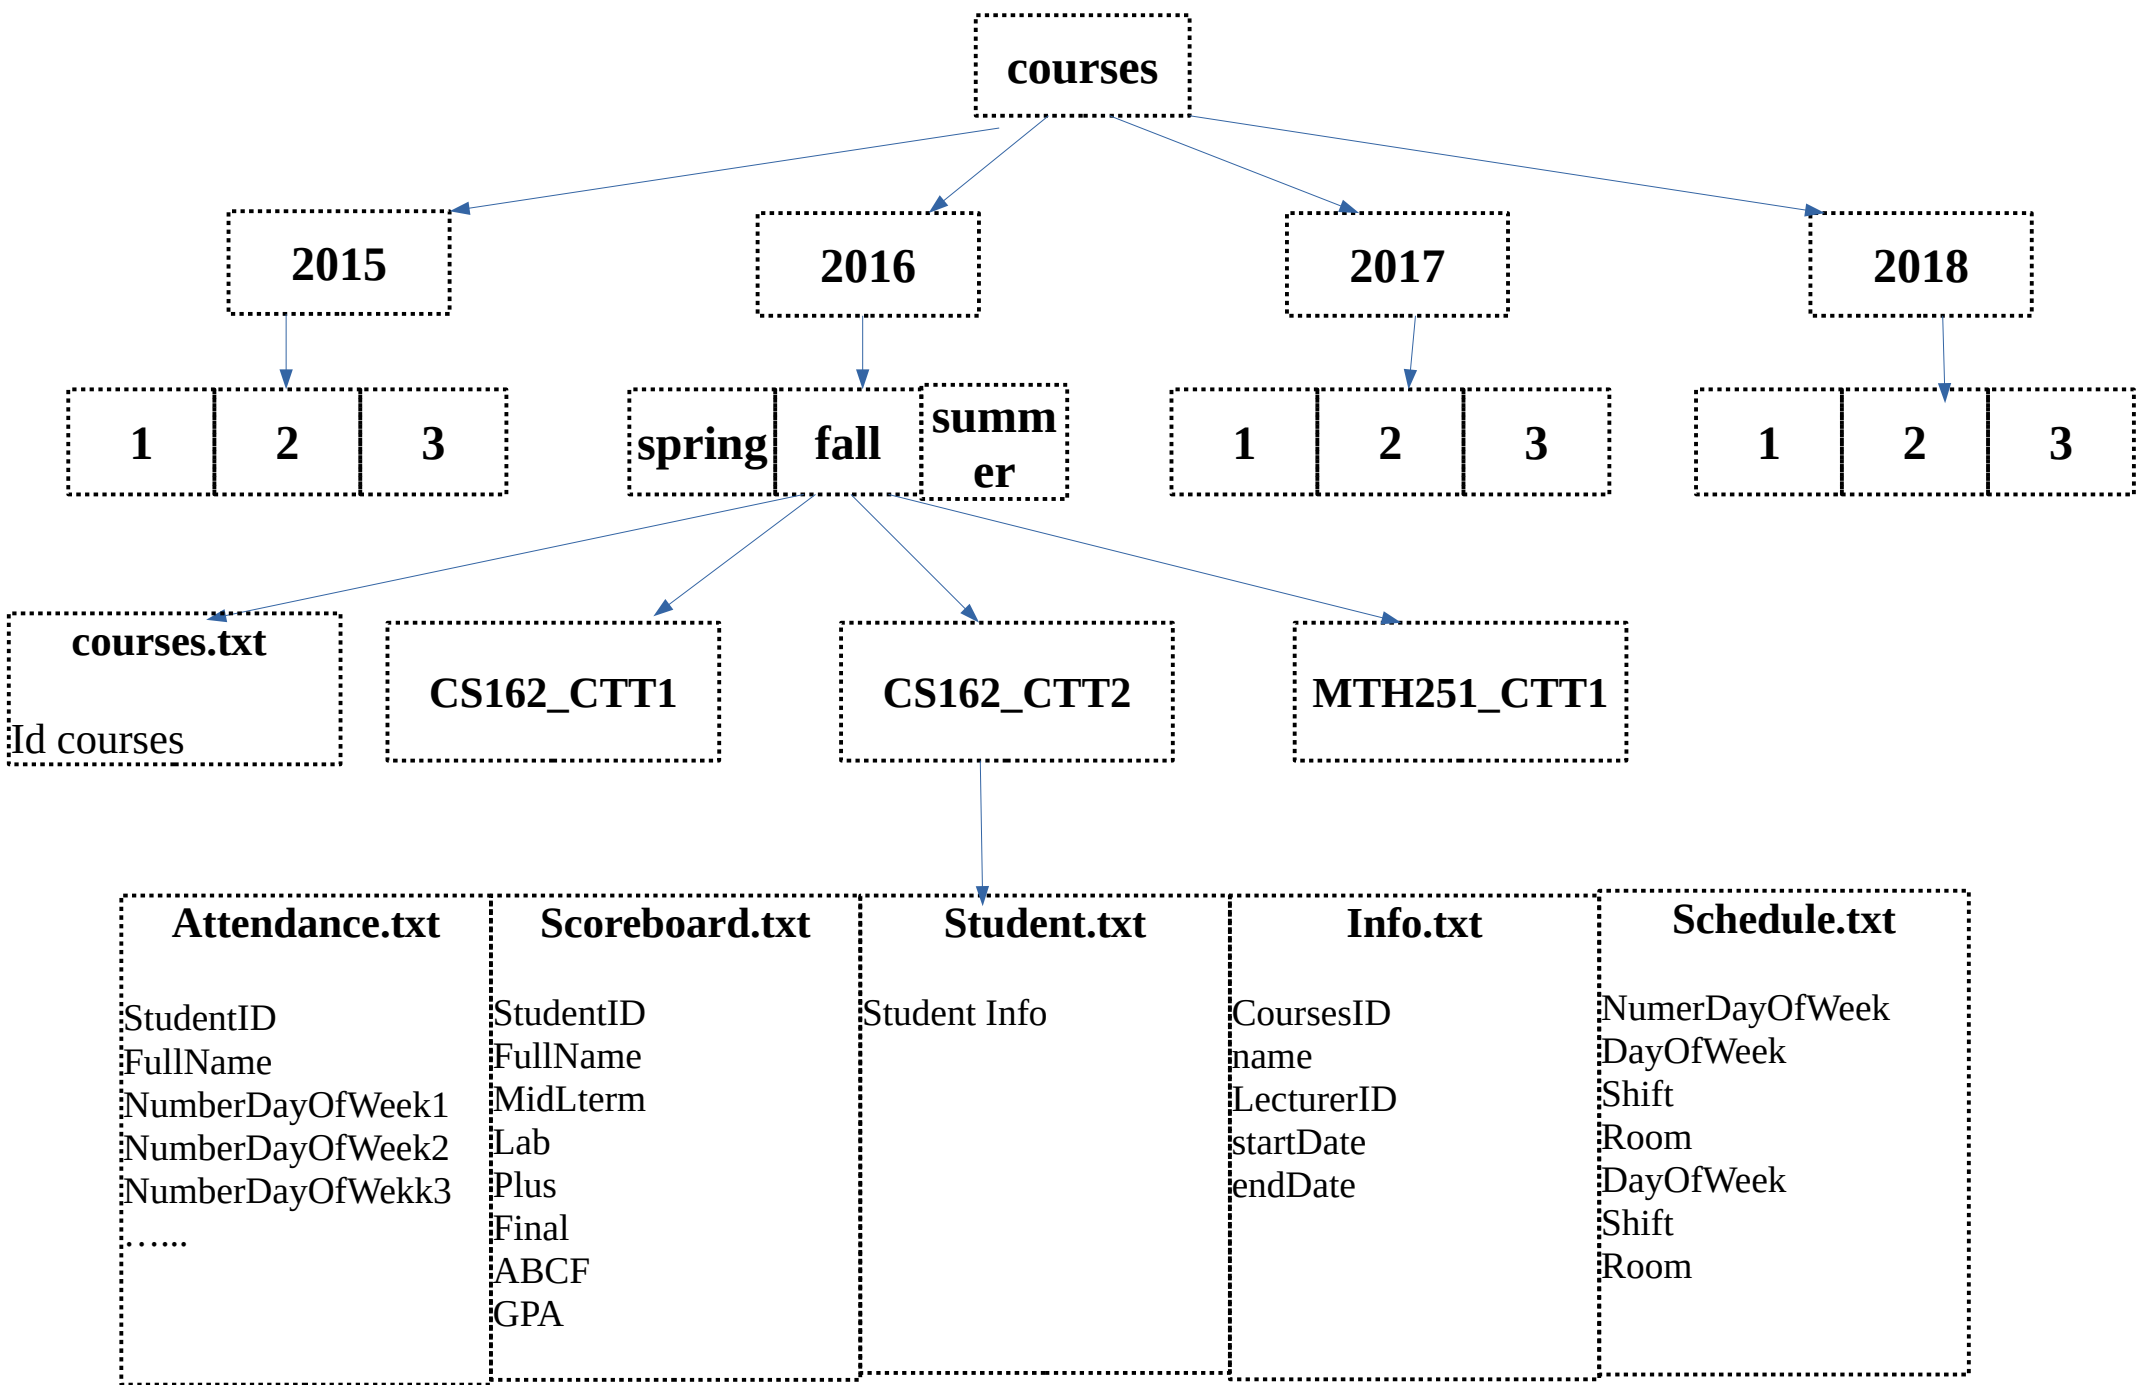 courses
2015
2016
2017
2018
1
2
3
spring
fall
summ
er
1
2
3
1
2
3
courses.txt
Id courses
CS162_CTT1
CS162_CTT2
MTH251_CTT1
Attendance.txt
StudentID
FullName
NumberDayOfWeek1
NumberDayOfWeek2
NumberDayOfWekk3
…...
Scoreboard.txt
StudentID
FullName
MidLterm
Lab
Plus
Final
ABCF
GPA
Student.txt
Student Info
Info.txt
CoursesID
name
LecturerID
startDate
endDate
Schedule.txt
NumerDayOfWeek
DayOfWeek
Shift
Room
DayOfWeek
Shift
Room